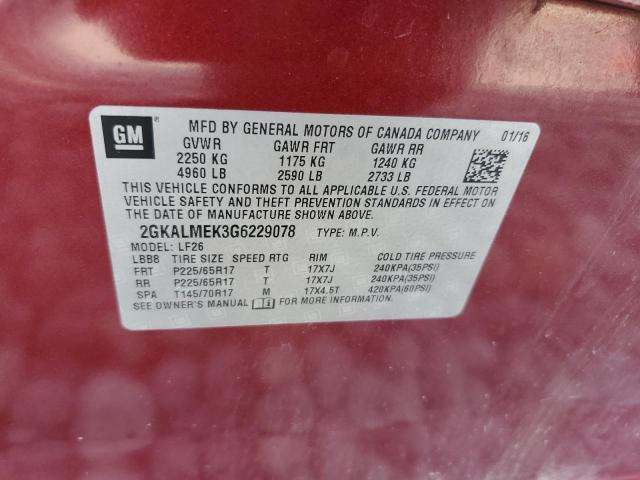 GM
®
MFD BY GENERAL MOTORS OF CANADA COMPANY 01/16
GVWR GAWR FRT GAWR RR
2250 KG 1175 KG 1240 KG
4960 LB 2590 LB 2733 LB
THIS VEHICLE CONFORMS TO ALL APPLICABLE U.S. FEDERAL MOTOR
VEHICLE SAFETY AND THEFT PREVENTION STANDARDS IN EFFECT ON
THE DATE OF MANUFACTURE SHOWN ABOVE.
2GKALMEK3G6229078 TYPE: M.P.V.
MODEL: LF26
LBB8 TIRE SIZE SPEED RTG RIM COLD TIRE PRESSURE
FRT P225/65R17 T 17X7J 240KPA(35PSI)
RR P225/65R17 T 17X7J 240KPA(35PSI)
SPA T145/70R17 M 17X4.5T 420KPA(60PSI)
SEE OWNER'S MANUAL FOR MORE INFORMATION.